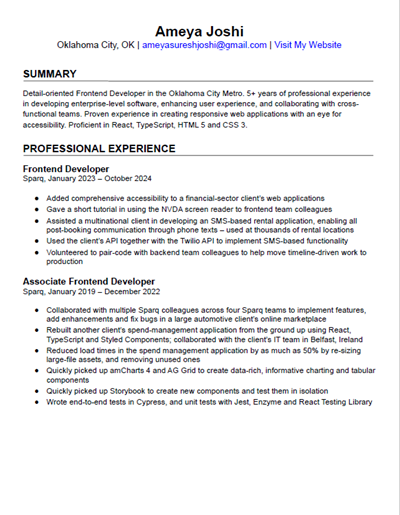 Ameya Joshi
Oklahoma City, OK | ameyasureshjoshi@gmail.com | Visit My Website
SUMMARY
Detail-oriented Frontend Developer in the Oklahoma City Metro. 5+ years of professional experience
in developing enterprise-level software, enhancing user experience, and collaborating with cross-
functional teams. Proven experience in creating responsive web applications with an eye for
accessibility. Proficient in React, TypeScript, HTML 5 and CSS 3.
PROFESSIONAL EXPERIENCE
Frontend Developer
Sparq, January 2023 – October 2024
● Added comprehensive accessibility to a financial-sector client's web applications
● Gave a short tutorial in using the NVDA screen reader to frontend team colleagues
● Assisted a multinational client in developing an SMS-based rental application, enabling all
post-booking communication through phone texts – used at thousands of rental locations
● Used the client's API together with the Twilio API to implement SMS-based functionality
● Volunteered to pair-code with backend team colleagues to help move timeline-driven work to
production
Associate Frontend Developer
Sparq, January 2019 – December 2022
● Collaborated with multiple Sparq colleagues across four Sparq teams to implement features,
add enhancements and fix bugs in a large automotive client's online marketplace
● Rebuilt another client's spend-management application from the ground up using React,
TypeScript and Styled Components; collaborated with the client's IT team in Belfast, Ireland
● Reduced load times in the spend management application by as much as 50% by re-sizing
large-file assets, and removing unused ones
● Quickly picked up amCharts 4 and AG Grid to create data-rich, informative charts and tabular
components
● Quickly picked up Storybook to create new components and test them in isolation
● Wrote end-to-end tests in Cypress, and unit tests with Jest, Enzyme and React Testing Library